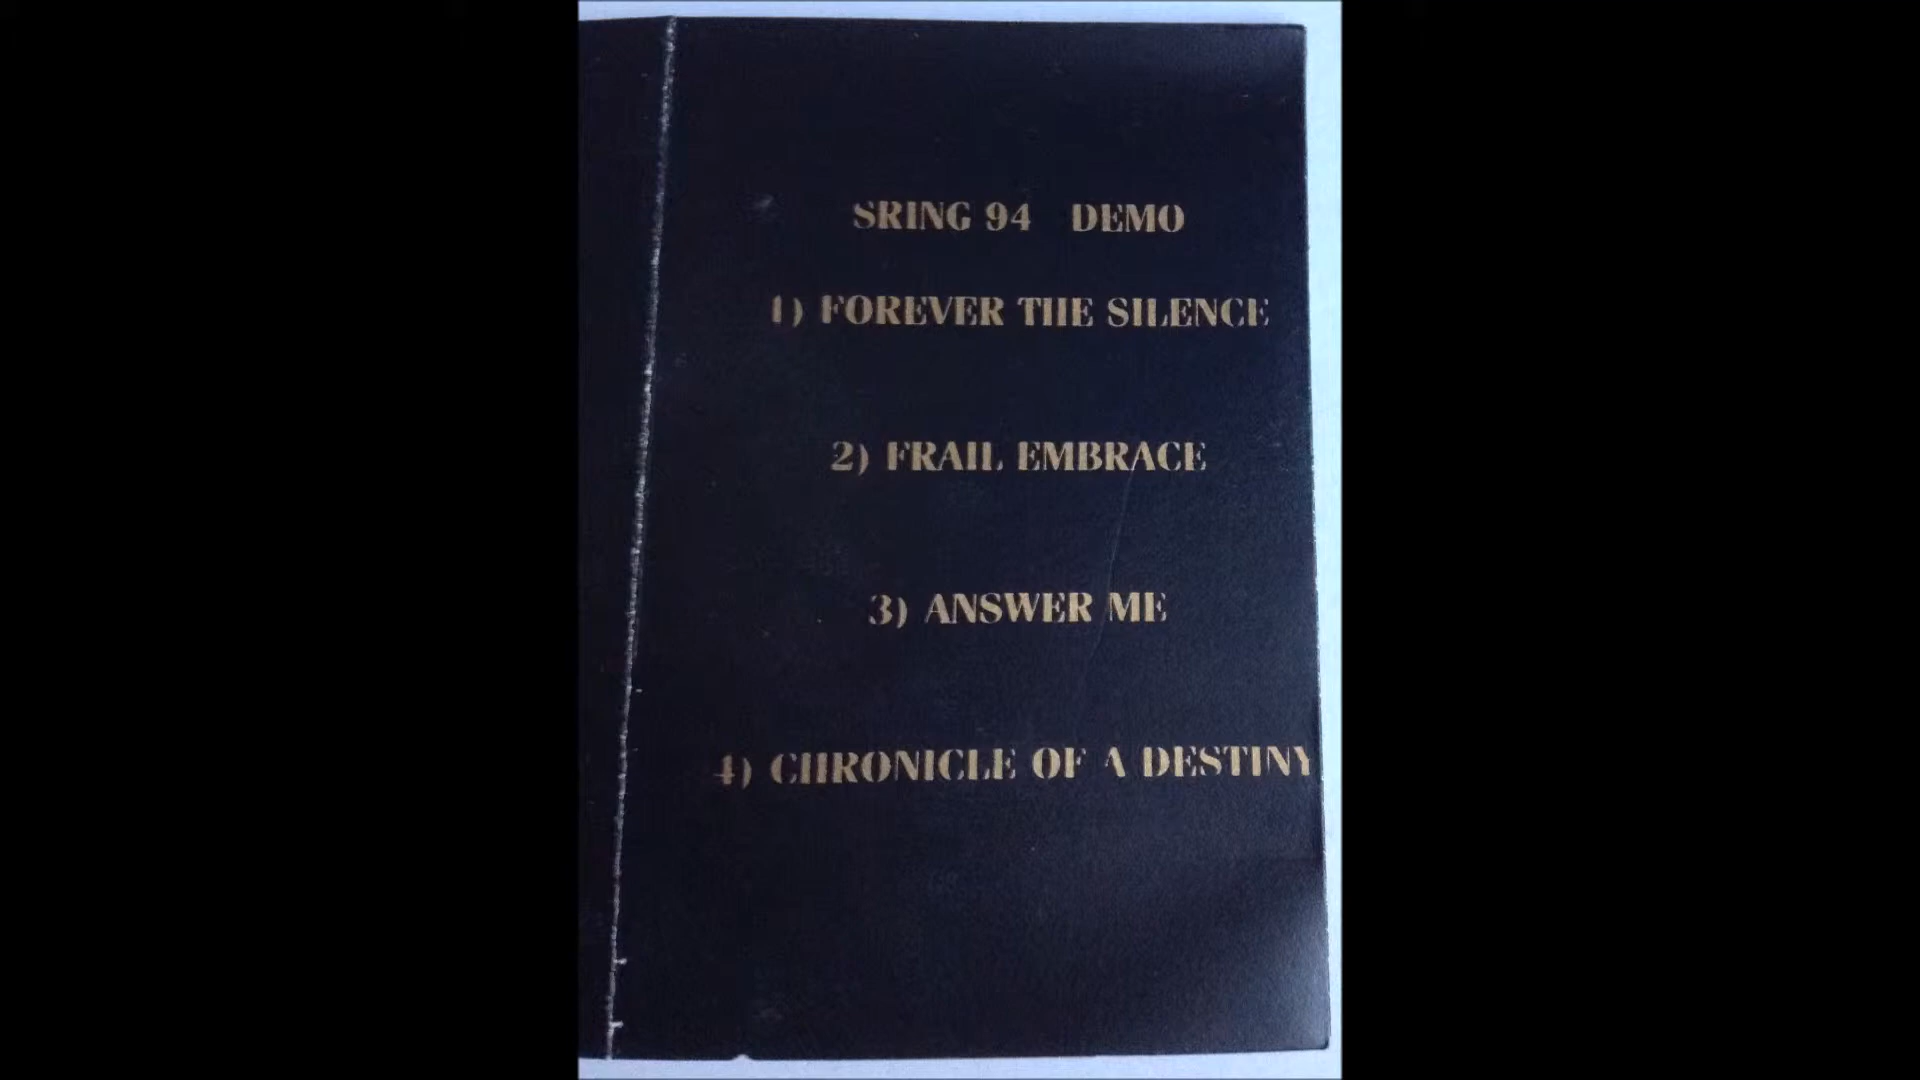 SRING 94 DEMO
1) FOREVER THE SILENCE
2) FRAIL EMBRACE
3) ANSWER ME
4) CHRONICLE OF A DESTINY